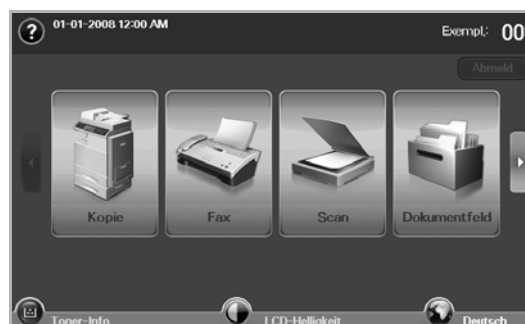 01-01-2008 12:00 AM Exempl.: 00
Abmeld.
Kopie Fax Scan Dokumentfeld
Toner-Info LCD-Helligkeit Deutsch